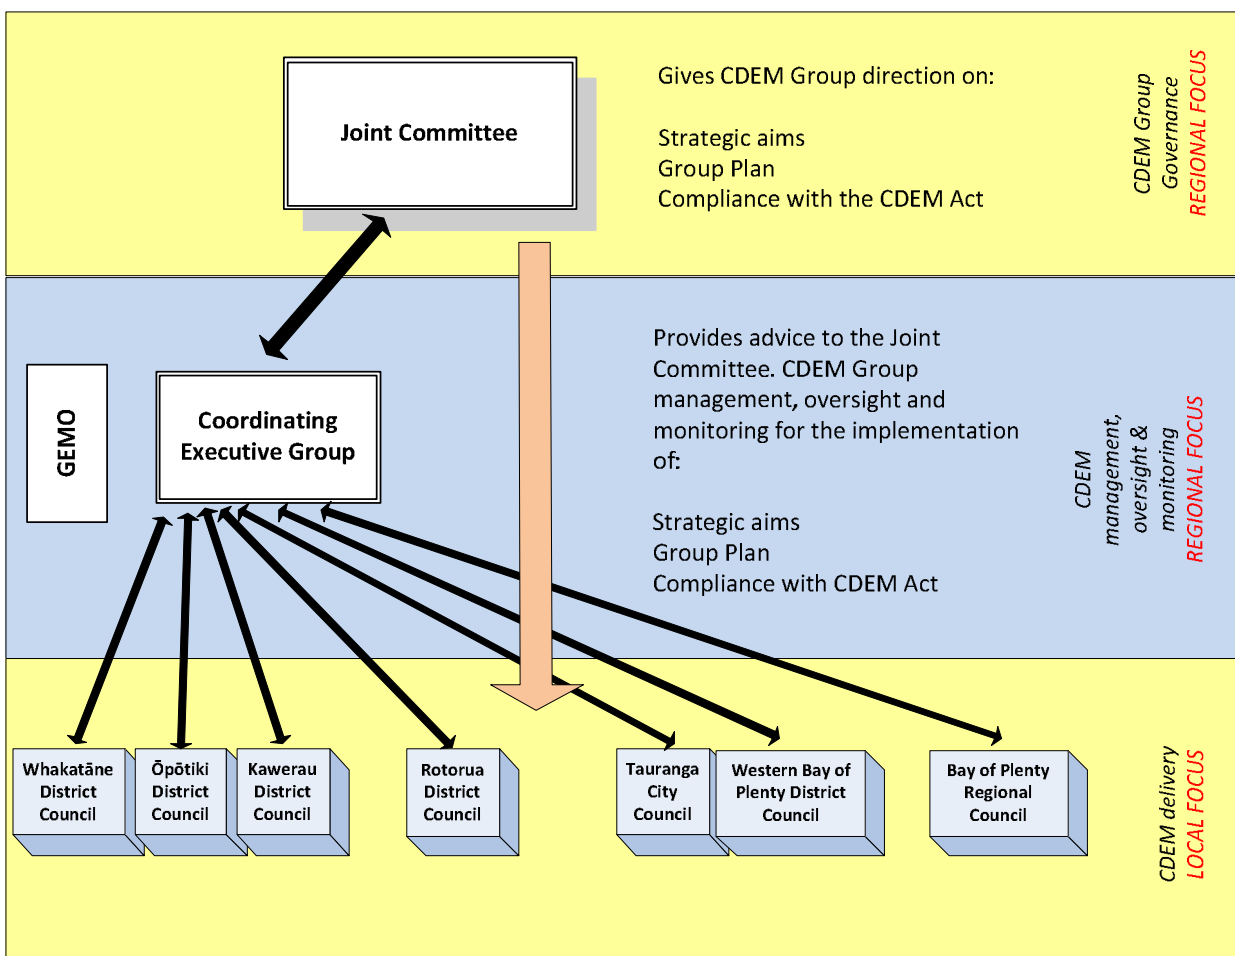 Joint Committee
Gives CDEM Group direction on:
Strategic aims
Group Plan
Compliance with the CDEM Act
CDEM Group
Governance
REGIONAL FOCUS
GEMO
Coordinating
Executive Group
Provides advice to the Joint
Committee. CDEM Group
management, oversight and
monitoring for the implementation
of:
Strategic aims
Group Plan
Compliance with CDEM Act
CDEM
management,
oversight &
monitoring
REGIONAL FOCUS
Whakatāne
District
Council
Ōpōtiki
District
Council
Kawerau
District
Council
Rotorua
District
Council
Tauranga
City
Council
Western Bay of
Plenty District
Council
Bay of Plenty
Regional
Council
CDEM delivery
LOCAL FOCUS